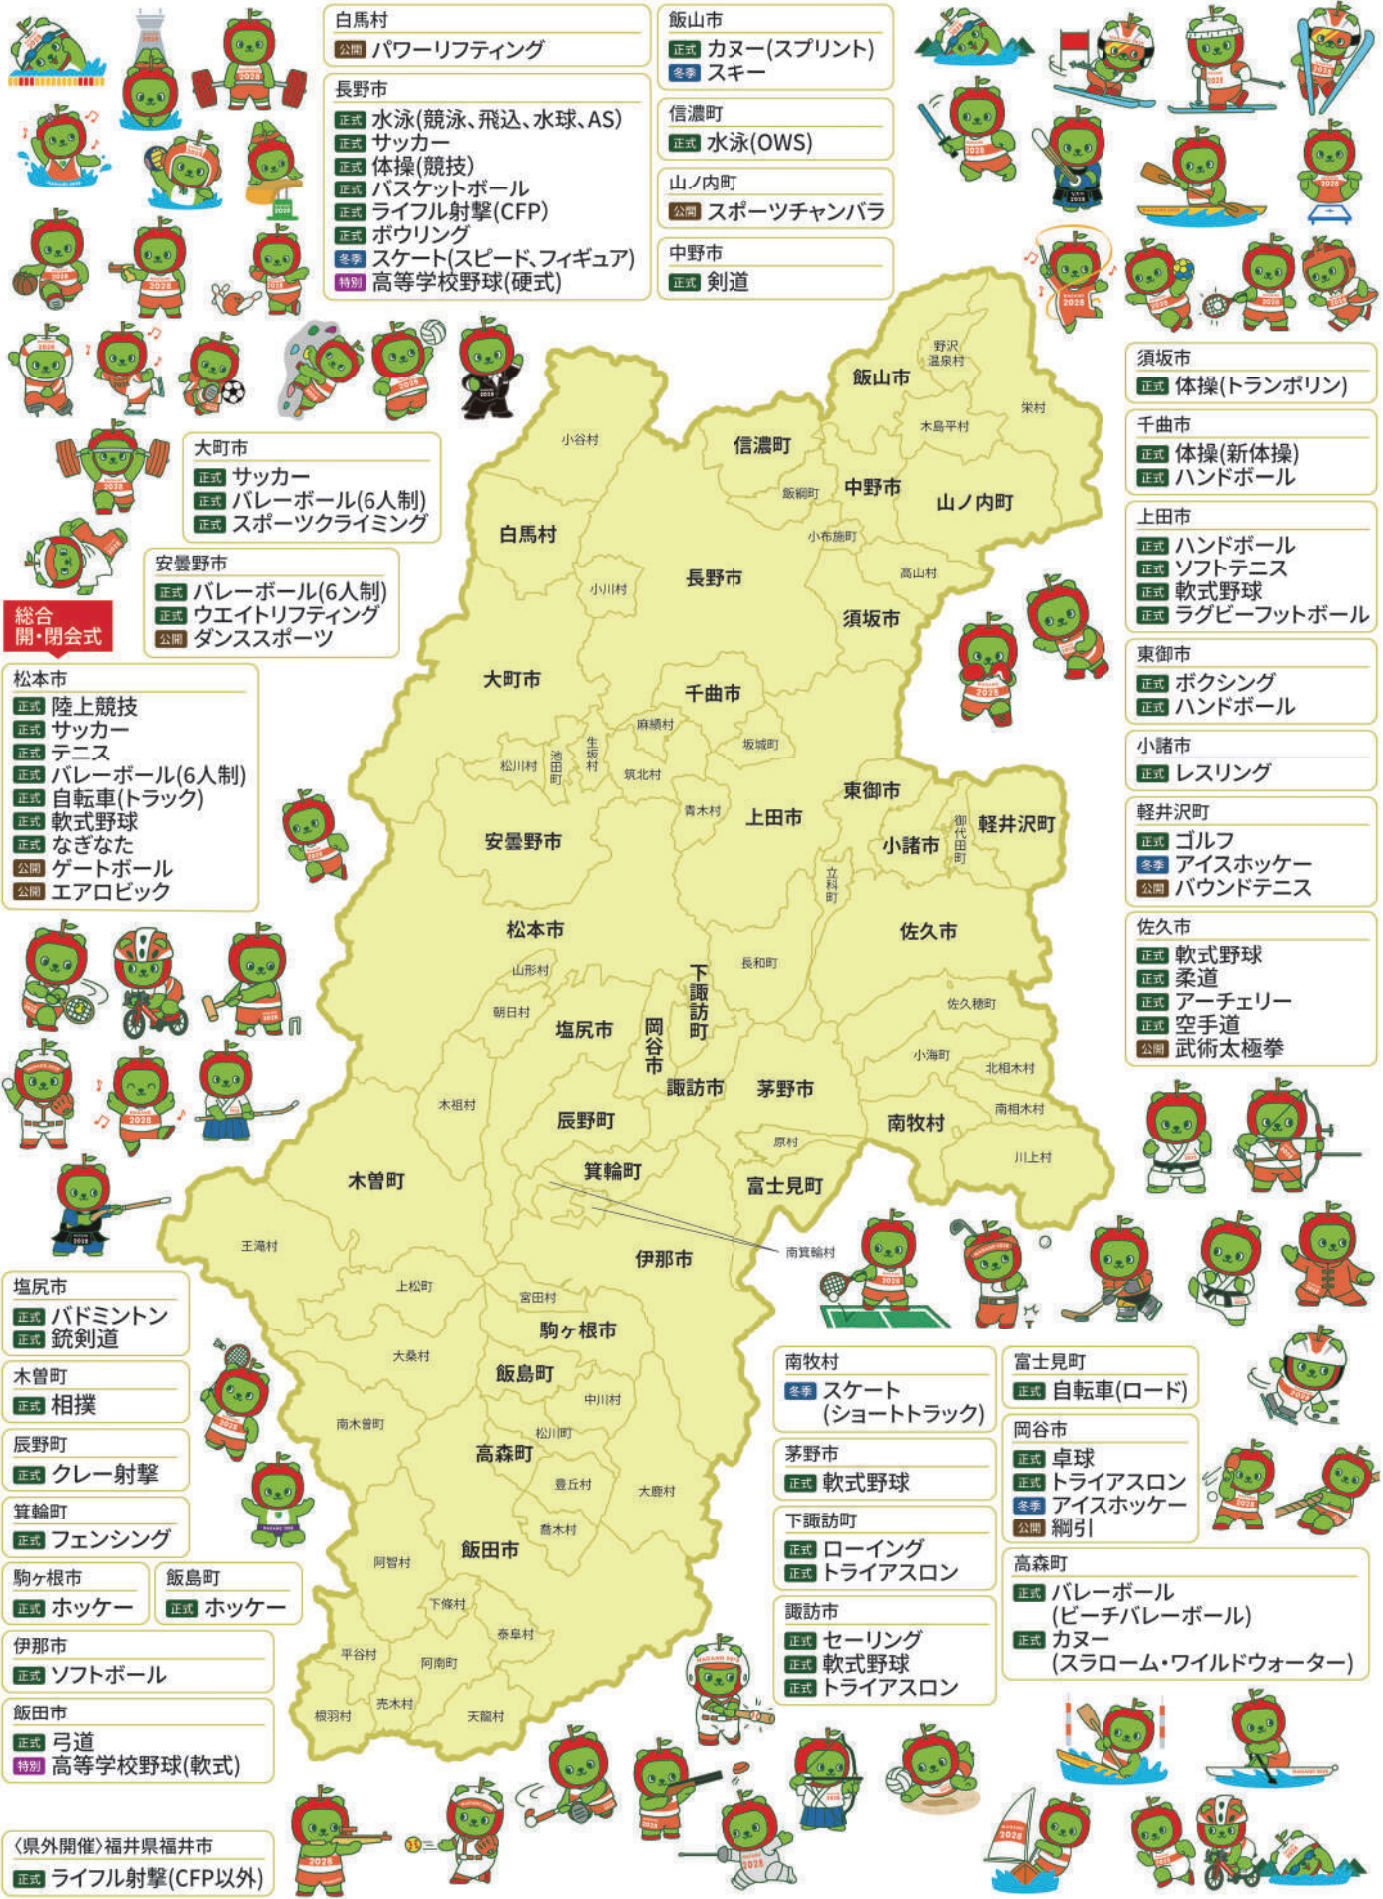 白馬村
公開 パワーリフティング
長野市
正式 水泳(競泳、飛込、水球、AS)
正式 サッカー
正式 体操(競技)
正式 バスケットボール
正式 ライフル射撃(CFP)
正式 ボウリング
冬季 スケート(スピード、フィギュア)
特別 高等学校野球(硬式)
飯山市
正式 カヌー(スプリント)
冬季 スキー
信濃町
正式 水泳(OWS)
山ノ内町
公開 スポーツチャンバラ
中野市
正式 剣道
須坂市
正式 体操(トランポリン)
千曲市
正式 体操(新体操)
正式 ハンドボール
上田市
正式 ハンドボール
正式 ソフトテニス
正式 軟式野球
正式 ラグビーフットボール
東御市
正式 ボクシング
正式 ハンドボール
小諸市
正式 レスリング
軽井沢町
正式 ゴルフ
冬季 アイスホッケー
公開 バウンドテニス
佐久市
正式 軟式野球
正式 柔道
正式 アーチェリー
正式 空手道
公開 武術太極拳
大町市
正式 サッカー
正式 バレーボール(6人制)
正式 スポーツクライミング
安曇野市
正式 バレーボール(6人制)
正式 ウエイトリフティング
公開 ダンススポーツ
総合
開・閉会式
松本市
正式 陸上競技
正式 サッカー
正式 テニス
正式 バレーボール(6人制)
正式 自転車(トラック)
正式 軟式野球
正式 なぎなた
公開 ゲートボール
公開 エアロビック
野沢
温泉村
飯山市
栄村
木島平村
小谷村
信濃町
飯綱町
中野市
山ノ内町
白馬村
小布施町
長野市
高山村
小川村
須坂市
大町市
千曲市
麻績村
坂城町
生坂村
池田町
松川村
筑北村
青木村
上田市
東御市
御代田町
軽井沢町
小諸市
安曇野市
立科町
松本市
佐久市
山形村
下諏訪町
長和町
朝日村
塩尻市
岡谷市
佐久穂町
小海町
北相木村
諏訪市
茅野市
木祖村
辰野町
南牧村
南相木村
原村
川上村
木曽町
箕輪町
富士見町
王滝村
伊那市
南箕輪村
上松町
宮田村
駒ヶ根市
大桑村
飯島町
中川村
南木曽町
松川町
高森町
豊丘村
大鹿村
喬木村
飯田市
阿智村
下條村
泰阜村
平谷村
阿南町
売木村
根羽村
天龍村
塩尻市
正式 バドミントン
正式 銃剣道
木曽町
正式 相撲
辰野町
正式 クレー射撃
箕輪町
正式 フェンシング
駒ヶ根市
正式 ホッケー
飯島町
正式 ホッケー
伊那市
正式 ソフトボール
飯田市
正式 弓道
特別 高等学校野球(軟式)
〈県外開催〉福井県福井市
正式 ライフル射撃(CFP以外)
南牧村
冬季 スケート
(ショートトラック)
茅野市
正式 軟式野球
下諏訪町
正式 ローイング
正式 トライアスロン
諏訪市
正式 セーリング
正式 軟式野球
正式 トライアスロン
富士見町
正式 自転車(ロード)
岡谷市
正式 卓球
正式 トライアスロン
冬季 アイスホッケー
公開 綱引
高森町
正式 バレーボール
(ビーチバレーボール)
正式 カヌー
(スラローム・ワイルドウォーター)